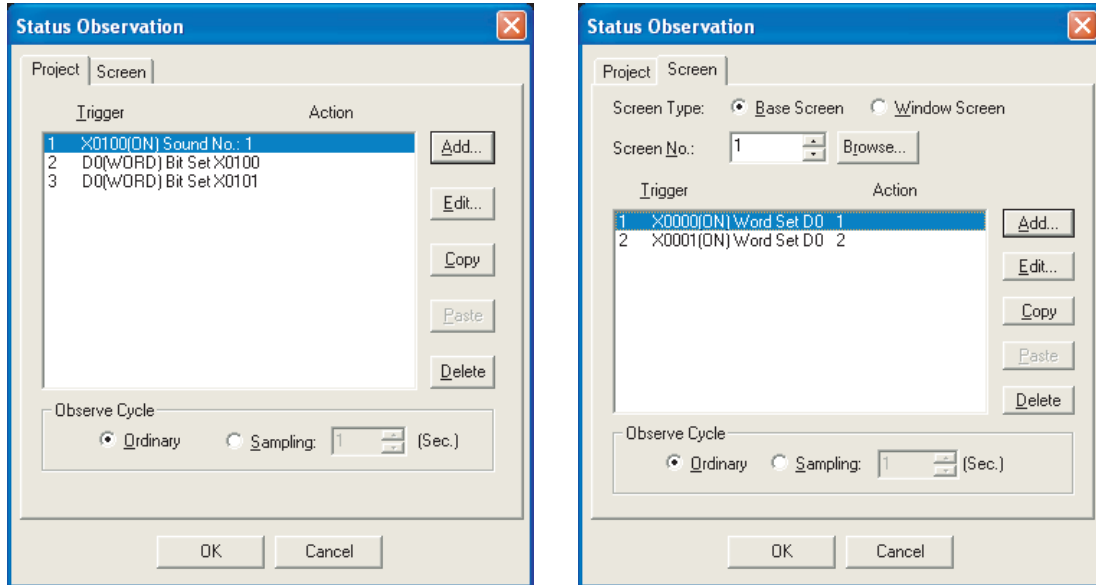 Status Observation
Project Screen
Trigger Action
1 X0100(ON) Sound No.: 1
2 D0(WORD) Bit Set X0100
3 D0(WORD) Bit Set X0101
Add...
Edit...
Copy
Paste
Delete
Observe Cycle
Ordinary Sampling: 1 (Sec.)
OK Cancel
Status Observation
Project Screen
Screen Type: Base Screen Window Screen
Screen No.: 1 Browse...
Trigger Action
1 X0000(ON) Word Set D0 1
2 X0001(ON) Word Set D0 2
Add...
Edit...
Copy
Paste
Delete
Observe Cycle
Ordinary Sampling: 1 (Sec.)
OK Cancel